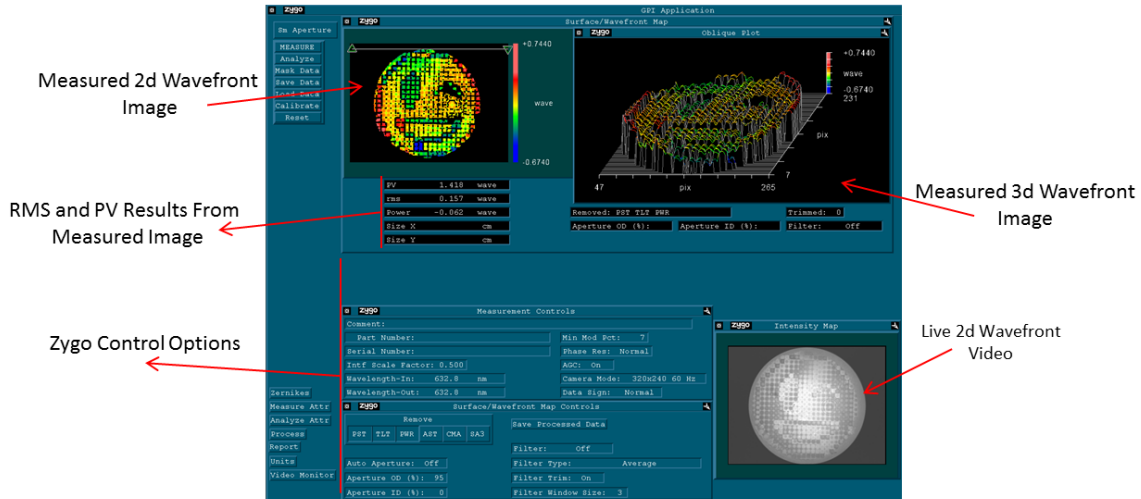 zygo GPI Application
Sm Aperture
MEASURE
Analyze
Mask Data
Save Data
Load Data
Calibrate
Reset
zygo Surface/Wavefront Map
+0.7440
wave
-0.6740
zygo Oblique Plot
+0.7440
wave
-0.6740
231
pix
7
47 pix 265
PV 1.418 wave
rms 0.157 wave
Power -0.062 wave
Size X cm
Size Y cm
Removed: PST TLT PWR
Trimmed: 0
Aperture OD (%):
Aperture ID (%):
Filter: Off
Measured 2d Wavefront
Image
RMS and PV Results From
Measured Image
Measured 3d Wavefront
Image
Zygo Control Options
Live 2d Wavefront
Video
zygo Measurement Controls
Comment:
Part Number:
Min Mod Pct: 7
Serial Number:
Phase Res: Normal
Intf Scale Factor: 0.500
AGC: On
Wavelength-In: 632.8 nm
Camera Mode: 320x240 60 Hz
Wavelength-Out: 632.8 nm
Data Sign: Normal
zygo Intensity Map
Zernikes
Measure Attr
Analyze Attr
Process
Report
Units
Video Monitor
zygo Surface/Wavefront Map Controls
Remove
PST TLT PWR AST CMA SA3
Save Processed Data
Filter: Off
Auto Aperture: Off
Filter Type: Average
Aperture OD (%): 95
Filter Trim: On
Aperture ID (%): 0
Filter Window Size: 3